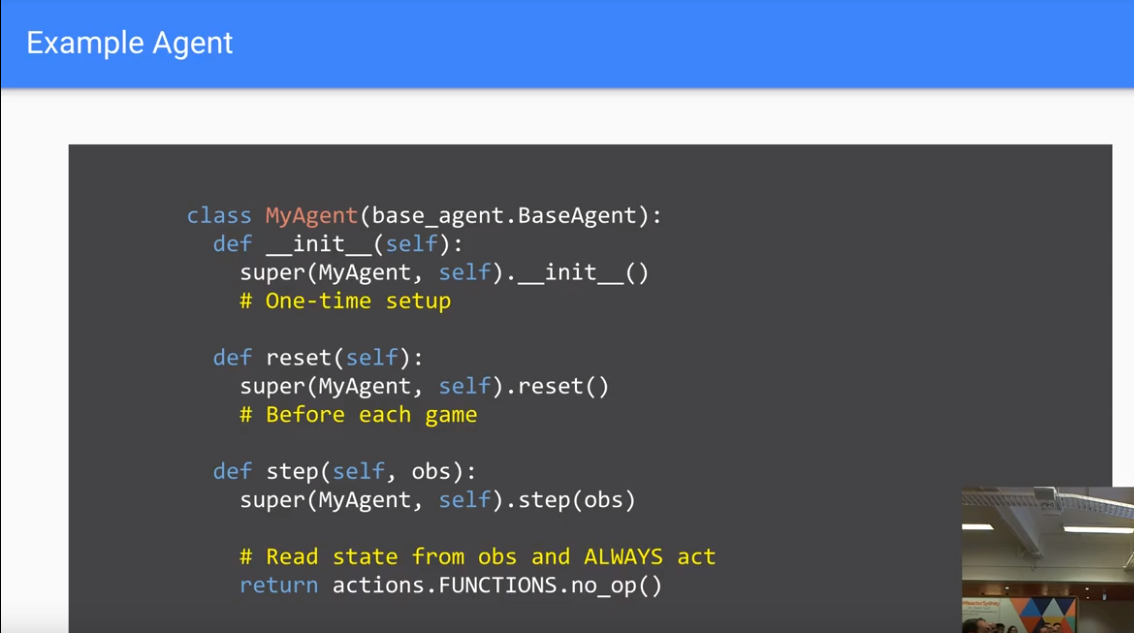 Example Agent
class MyAgent(base_agent.BaseAgent):
def __init__(self):
super(MyAgent, self).__init__()
# One-time setup
def reset(self):
super(MyAgent, self).reset()
# Before each game
def step(self, obs):
super(MyAgent, self).step(obs)
# Read state from obs and ALWAYS act
return actions.FUNCTIONS.no_op()